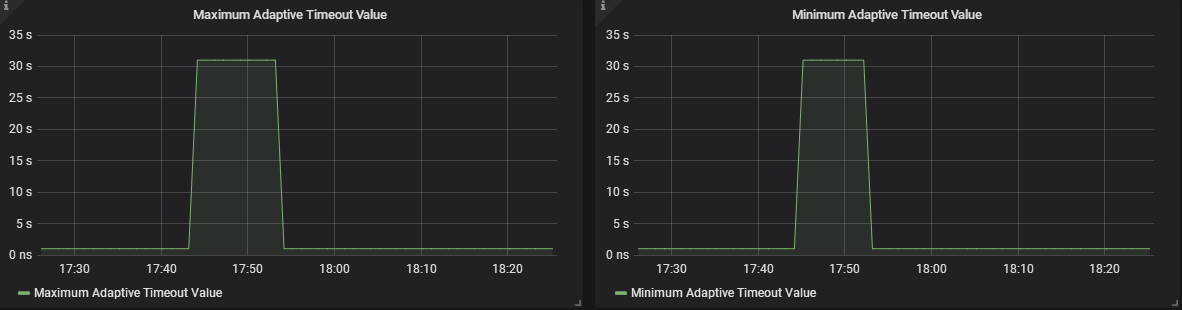 Maximum Adaptive Timeout Value
35 s
30 s
25 s
20 s
15 s
10 s
5 s
0 ns
17:30 17:40 17:50 18:00 18:10 18:20
Maximum Adaptive Timeout Value
Minimum Adaptive Timeout Value
35 s
30 s
25 s
20 s
15 s
10 s
5 s
0 ns
17:30 17:40 17:50 18:00 18:10 18:20
Minimum Adaptive Timeout Value